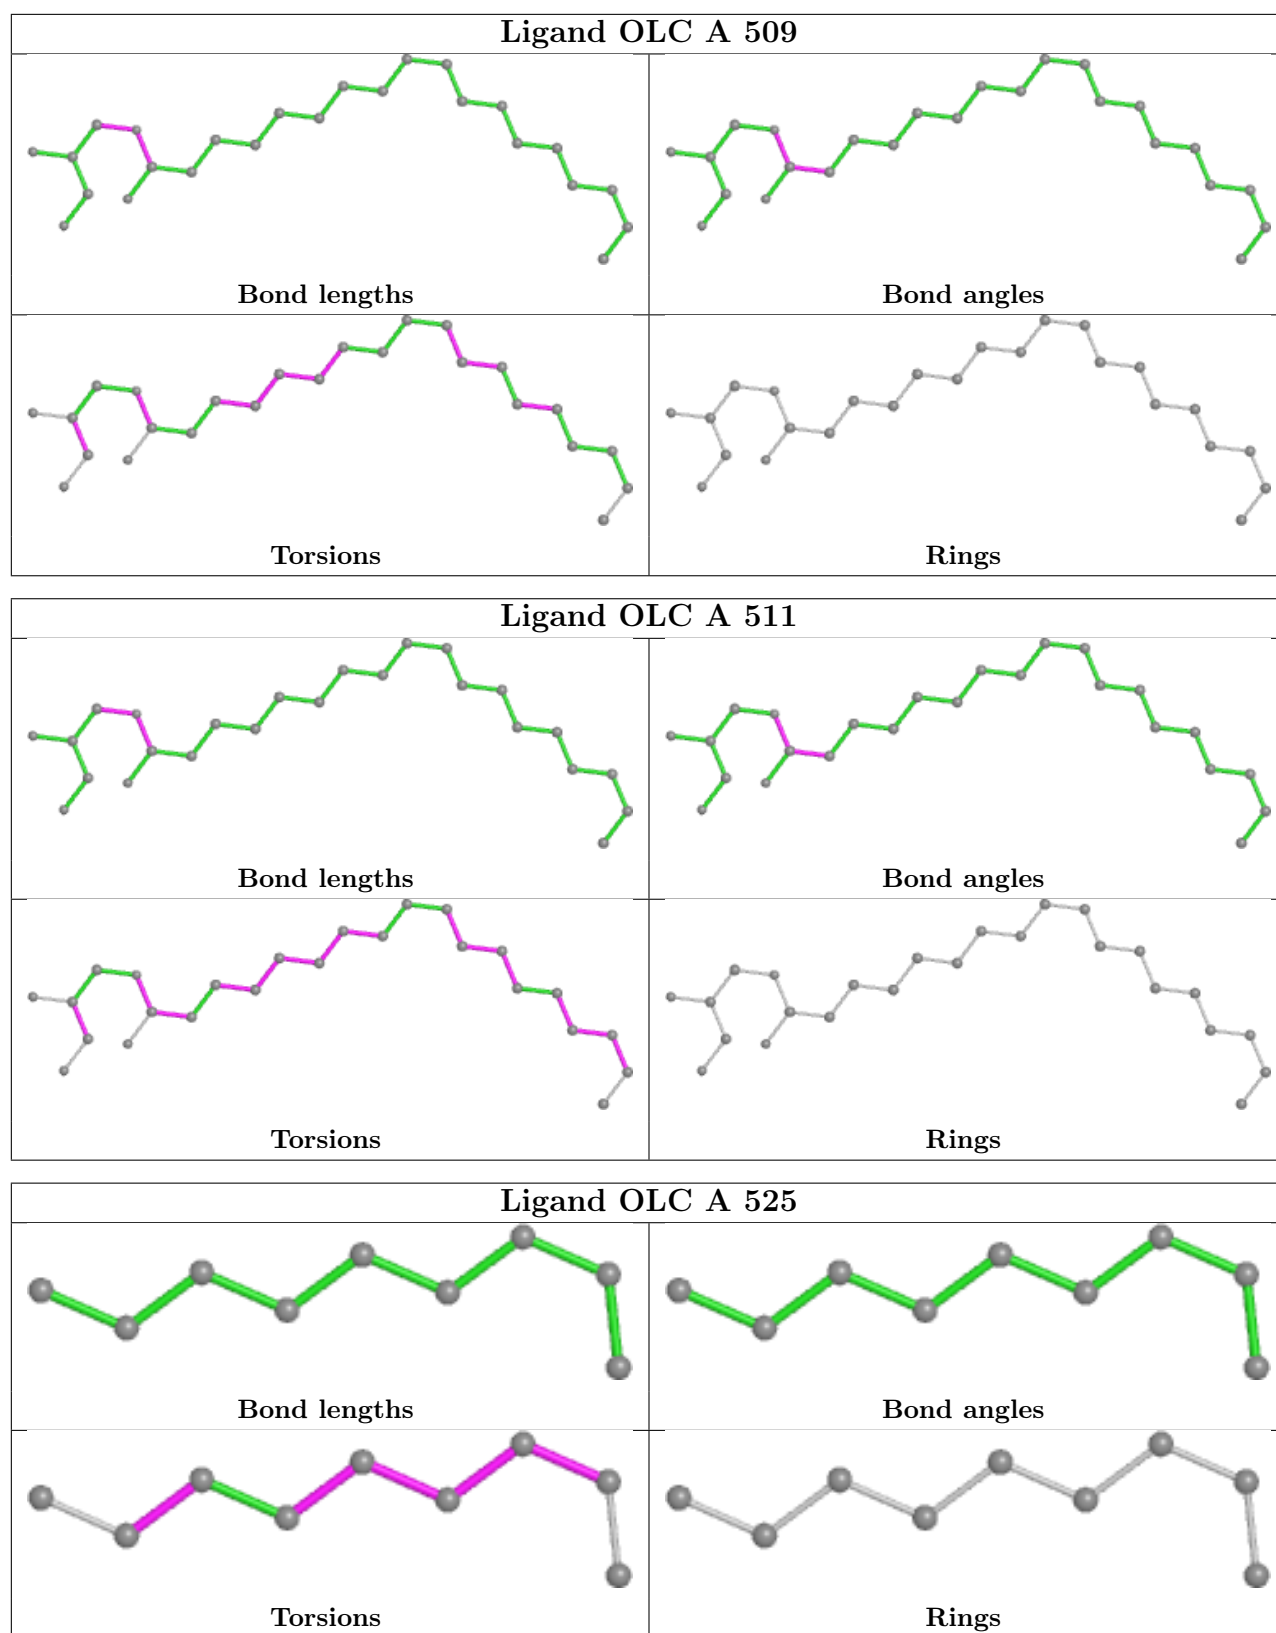 Ligand OLC A 509
Bond lengths
Bond angles
Torsions
Rings
Ligand OLC A 511
Bond lengths
Bond angles
Torsions
Rings
Ligand OLC A 525
Bond lengths
Bond angles
Torsions
Rings